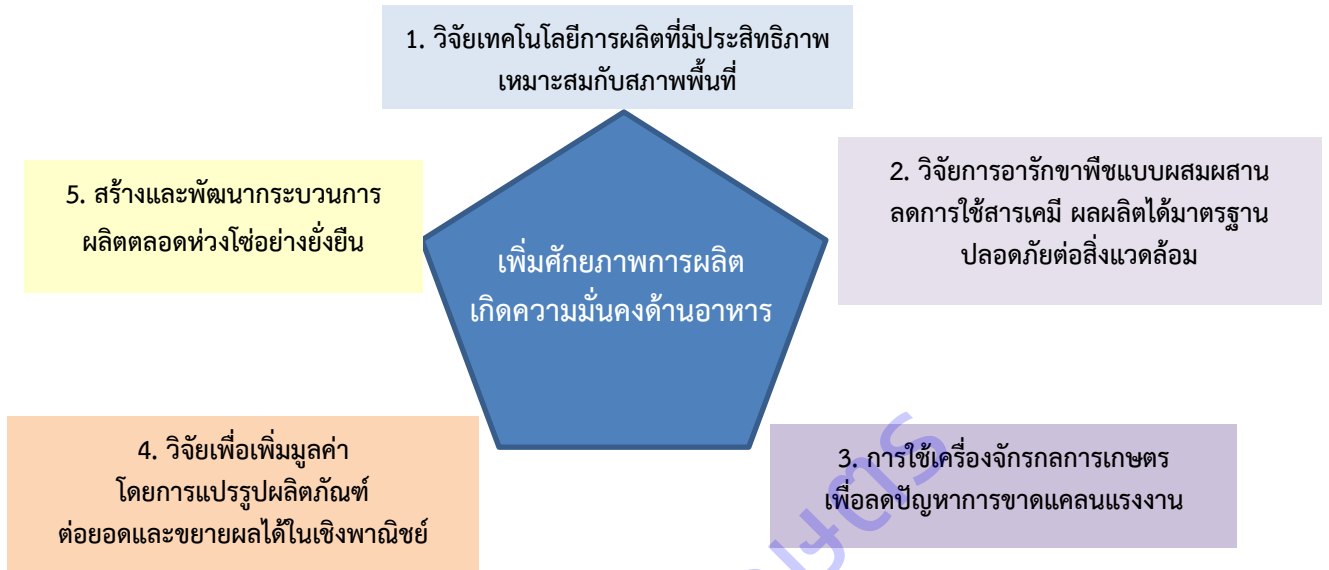 1. วิจัยเทคโนโลยีการผลิตที่มีประสิทธิภาพ
เหมาะสมกับสภาพพื้นที่
2. วิจัยการอารักขาพืชแบบผสมผสาน
ลดการใช้สารเคมี ผลผลิตได้มาตรฐาน
ปลอดภัยต่อสิ่งแวดล้อม
5. สร้างและพัฒนากระบวนการ
ผลิตตลอดห่วงโซ่อย่างยั่งยืน
เพิ่มศักยภาพการผลิต
เกิดความมั่นคงด้านอาหาร
4. วิจัยเพื่อเพิ่มมูลค่า
โดยการแปรรูปผลิตภัณฑ์
ต่อยอดและขยายผลได้ในเชิงพาณิชย์
3. การใช้เครื่องจักรกลการเกษตร
เพื่อลดปัญหาการขาดแคลนแรงงาน